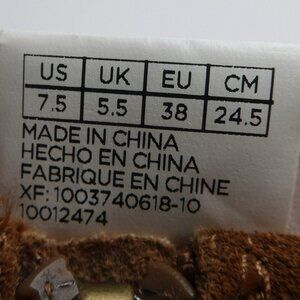 US UK EU CM
7.5 5.5 38 24.5
MADE IN CHINA
HECHO EN CHINA
FABRIQUE EN CHINE
XF: 1003740618-10
10012474